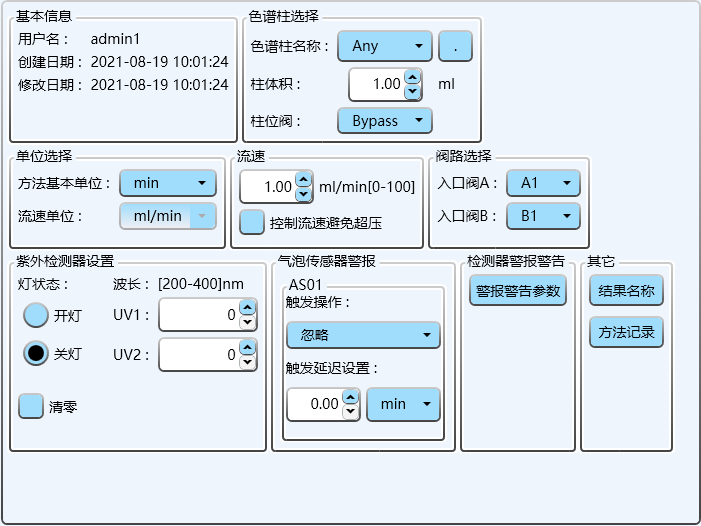 基本信息
用户名： admin1
创建日期：2021-08-19 10:01:24
修改日期：2021-08-19 10:01:24
色谱柱选择
色谱柱名称： Any .
柱体积： 1.00 ml
柱位阀： Bypass
单位选择
方法基本单位： min
流速单位： ml/min
流速
1.00 ml/min[0-100]
控制流速避免超压
阀路选择
入口阀A： A1
入口阀B： B1
紫外检测器设置
灯状态： 波长： [200-400]nm
开灯 UV1： 0
关灯 UV2： 0
清零
气泡传感器警报
AS01
触发操作：
忽略
触发延迟设置：
0.00 min
检测器警报警告
警报警告参数
其它
结果名称
方法记录